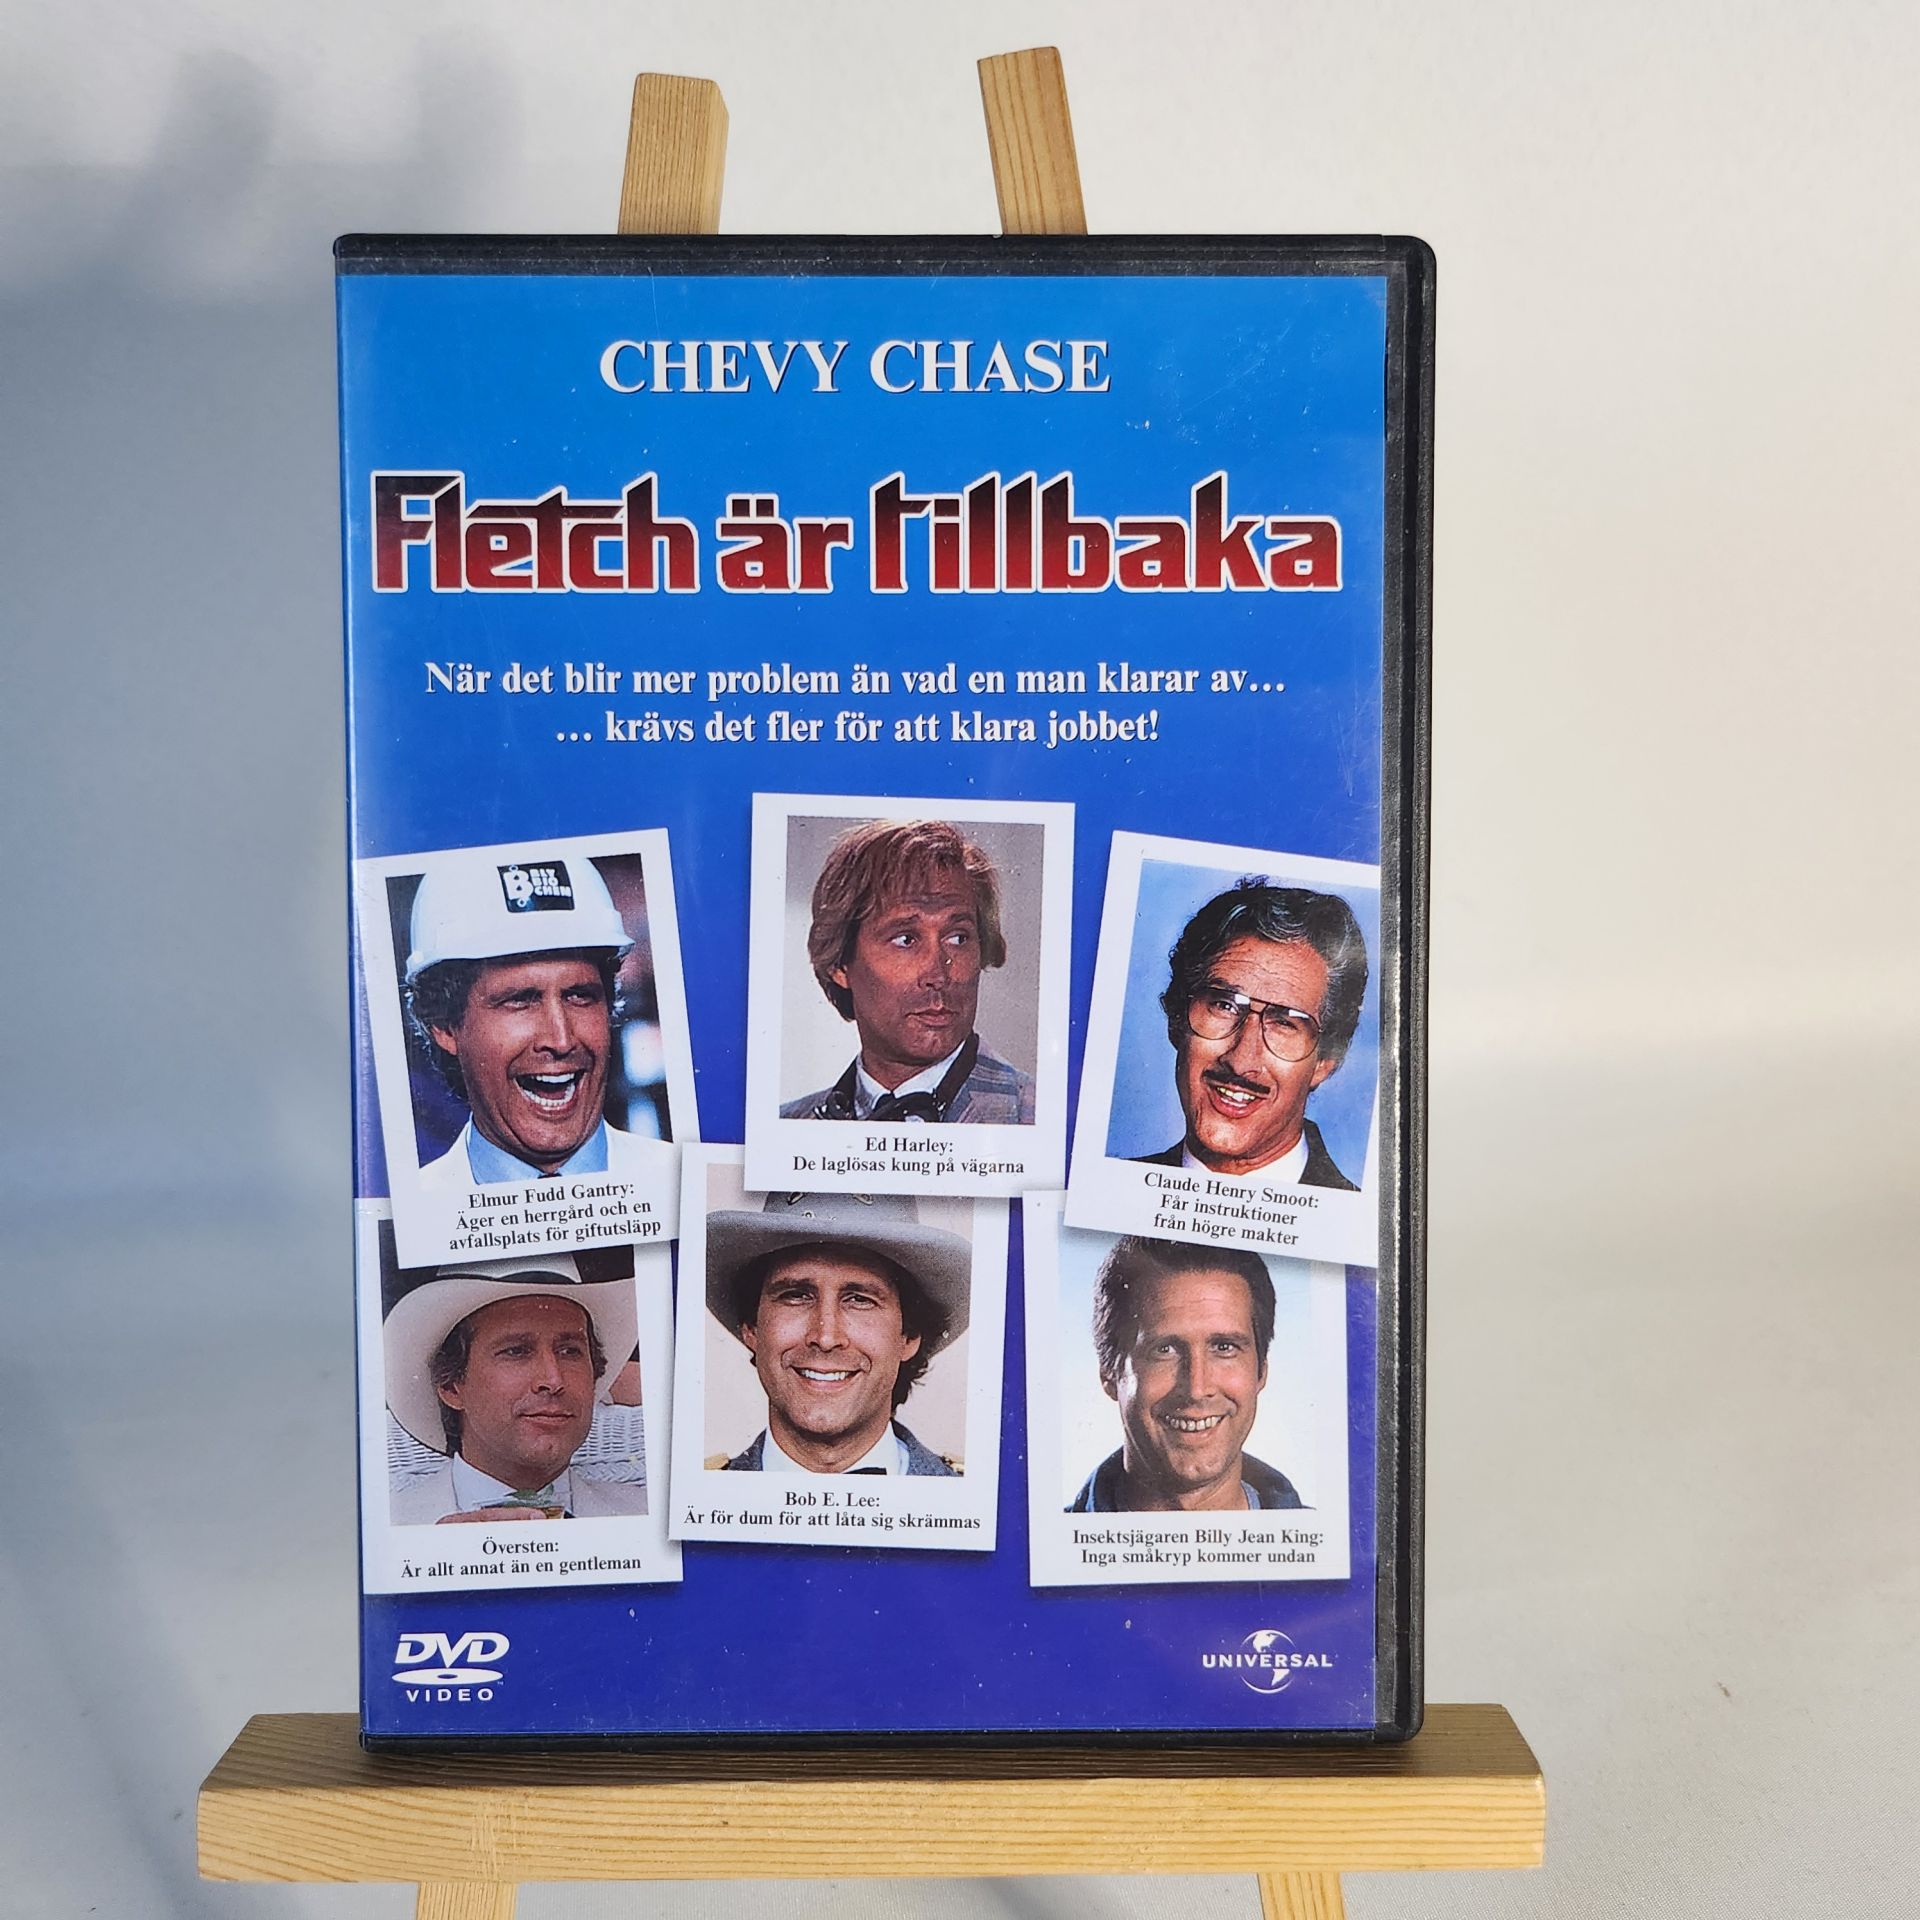 CHEVY CHASE
Fletch är tillbaka
När det blir mer problem än vad en man klarar av…
… krävs det fler för att klara jobbet!
B BLY BIO CHEM
Elmur Fudd Gantry:
Äger en herrgård och en
avfallsplats för giftutsläpp
Ed Harley:
De laglösas kung på vägarna
Claude Henry Smoot:
Får instruktioner
från högre makter
Översten:
Är allt annat än en gentleman
Bob E. Lee:
Är för dum för att låta sig skrämmas
Insektsjägaren Billy Jean King:
Inga småkryp kommer undan
DVD
VIDEO
UNIVERSAL